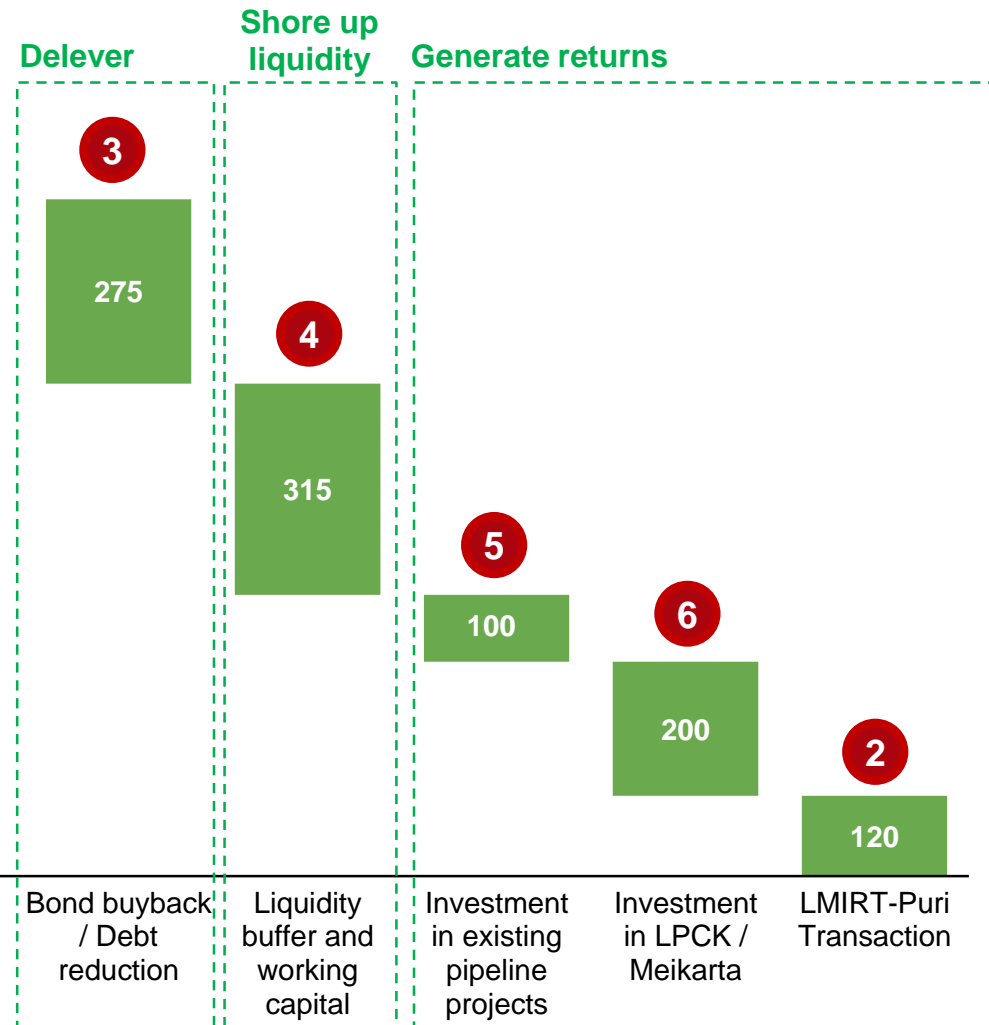 Delever
Shore up
liquidity
Generate returns
3
275
4
315
5
100
6
200
2
120
Bond buyback
/ Debt
reduction
Liquidity
buffer and
working
capital
Investment
in existing
pipeline
projects
Investment
in LPCK /
Meikarta
LMIRT-Puri
Transaction